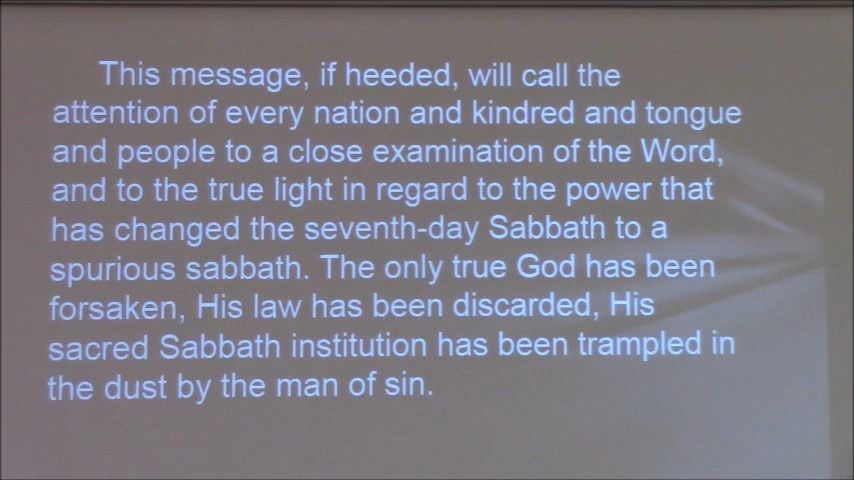 This message, if heeded, will call the
attention of every nation and kindred and tongue
and people to a close examination of the Word,
and to the true light in regard to the power that
has changed the seventh-day Sabbath to a
spurious sabbath. The only true God has been
forsaken, His law has been discarded, His
sacred Sabbath institution has been trampled in
the dust by the man of sin.